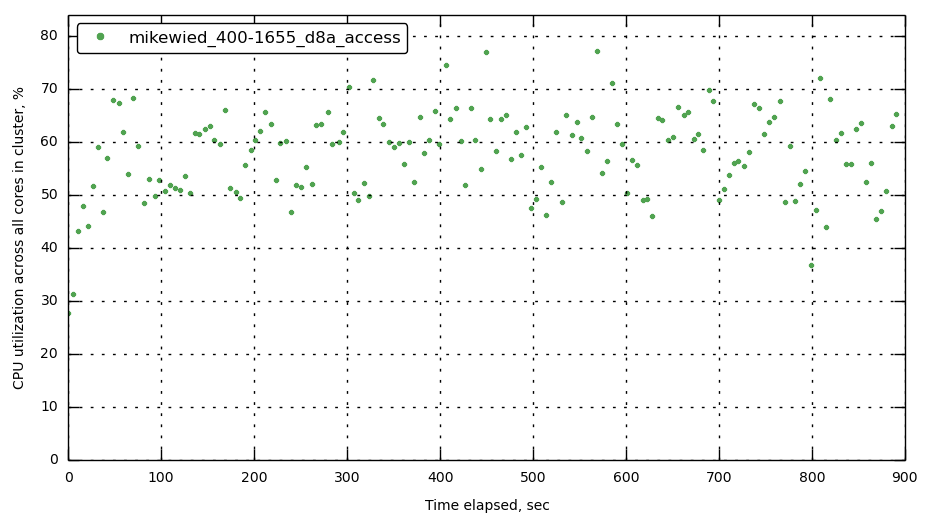 mikewied_400-1655_d8a_access
CPU utilization across all cores in cluster, %
80
70
60
50
40
30
20
10
0
0 100 200 300 400 500 600 700 800 900
Time elapsed, sec